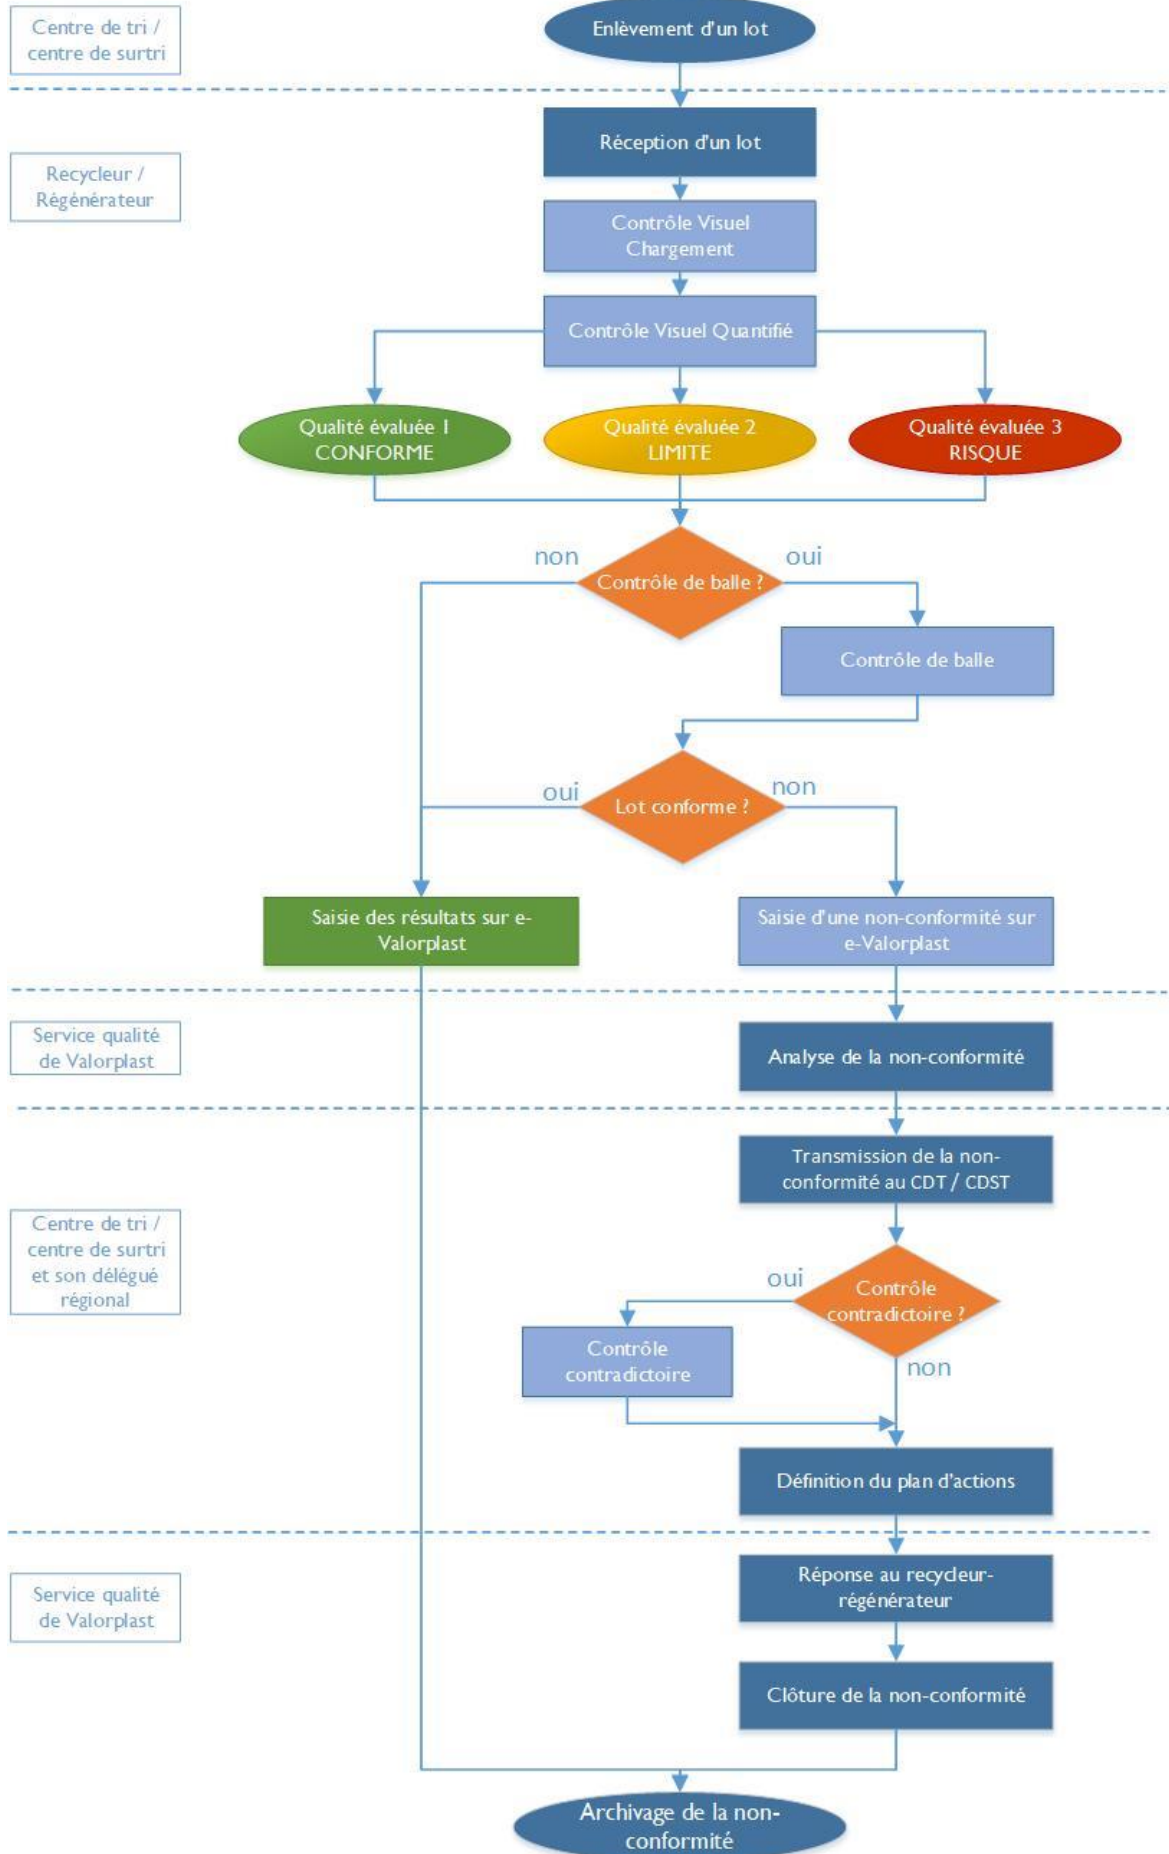 Centre de tri /
centre de surtri
Enlèvement d'un lot
Réception d'un lot
Recycleur /
Régénérateur
Contrôle Visuel
Chargement
Contrôle Visuel Quantifié
Qualité évaluée 1
CONFORME
Qualité évaluée 2
LIMITE
Qualité évaluée 3
RISQUE
non
oui
Contrôle de balle ?
Contrôle de balle
oui
non
Lot conforme ?
Saisie des résultats sur e-
Valorplast
Saisie d'une non-conformité sur
e-Valorplast
Service qualité
de Valorplast
Analyse de la non-conformité
Transmission de la non-
conformité au CDT / CDST
Centre de tri /
centre de surtri
et son délégué
régional
oui
Contrôle
contradictoire ?
Contrôle
contradictoire
non
Définition du plan d'actions
Service qualité
de Valorplast
Réponse au recycleur-
régénérateur
Clôture de la non-conformité
Archivage de la non-
conformité